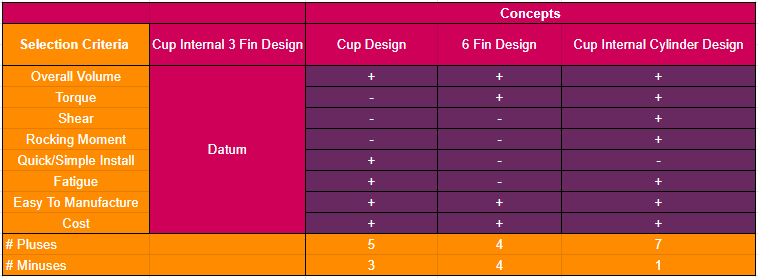 Concepts
Selection Criteria Cup Internal 3 Fin Design Cup Design 6 Fin Design Cup Internal Cylinder Design
Overall Volume + + +
Torque - + +
Shear - - +
Rocking Moment - - +
Datum
Quick/Simple Install + - -
Fatigue + - +
Easy To Manufacture + + +
Cost + + +
# Pluses 5 4 7
# Minuses 3 4 1